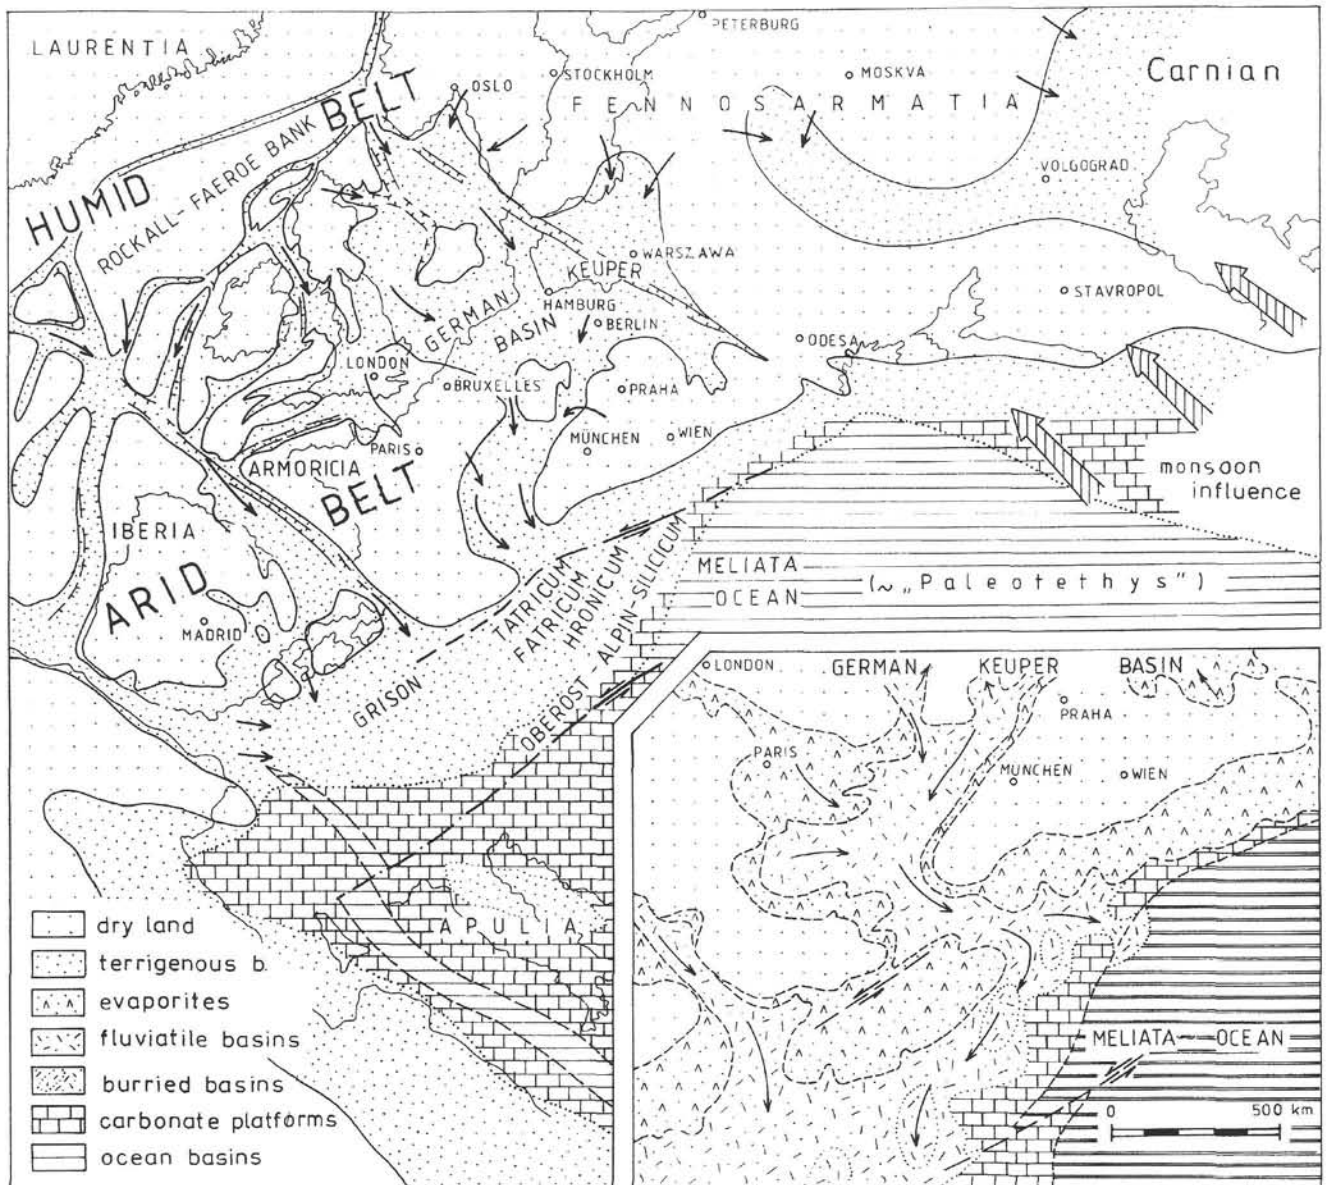 LAURENTIA
PETERBURG
STOCKHOLM
MOSKVA
Carnian
OSLO
FENNOSARMATIA
HUMID BELT
ROCKALL-FAEROE BANK
VOLGOGRAD
WARSZAWA
GERMAN KEUPER BASIN
HAMBURG
BERLIN
STAVROPOL
ODESA
LONDON
BRUXELLES
PRAHA
PARIS
MÜNCHEN
WIEN
ARMORICIA
monsoon
influence
IBERIA
ARID BELT
MADRID
MELIATA
OCEAN
(~ „Paleotethys")
TATRICUM
FATRICUM
HRONICUM
OBEROST-ALPIN-SILICICUM
GRISON
APULIA
LONDON
GERMAN KEUPER BASIN
PRAHA
PARIS
MÜNCHEN
WIEN
MELIATA OCEAN
0 500 km
dry land
terrigenous b.
evaporites
fluviatile basins
burried basins
carbonate platforms
ocean basins